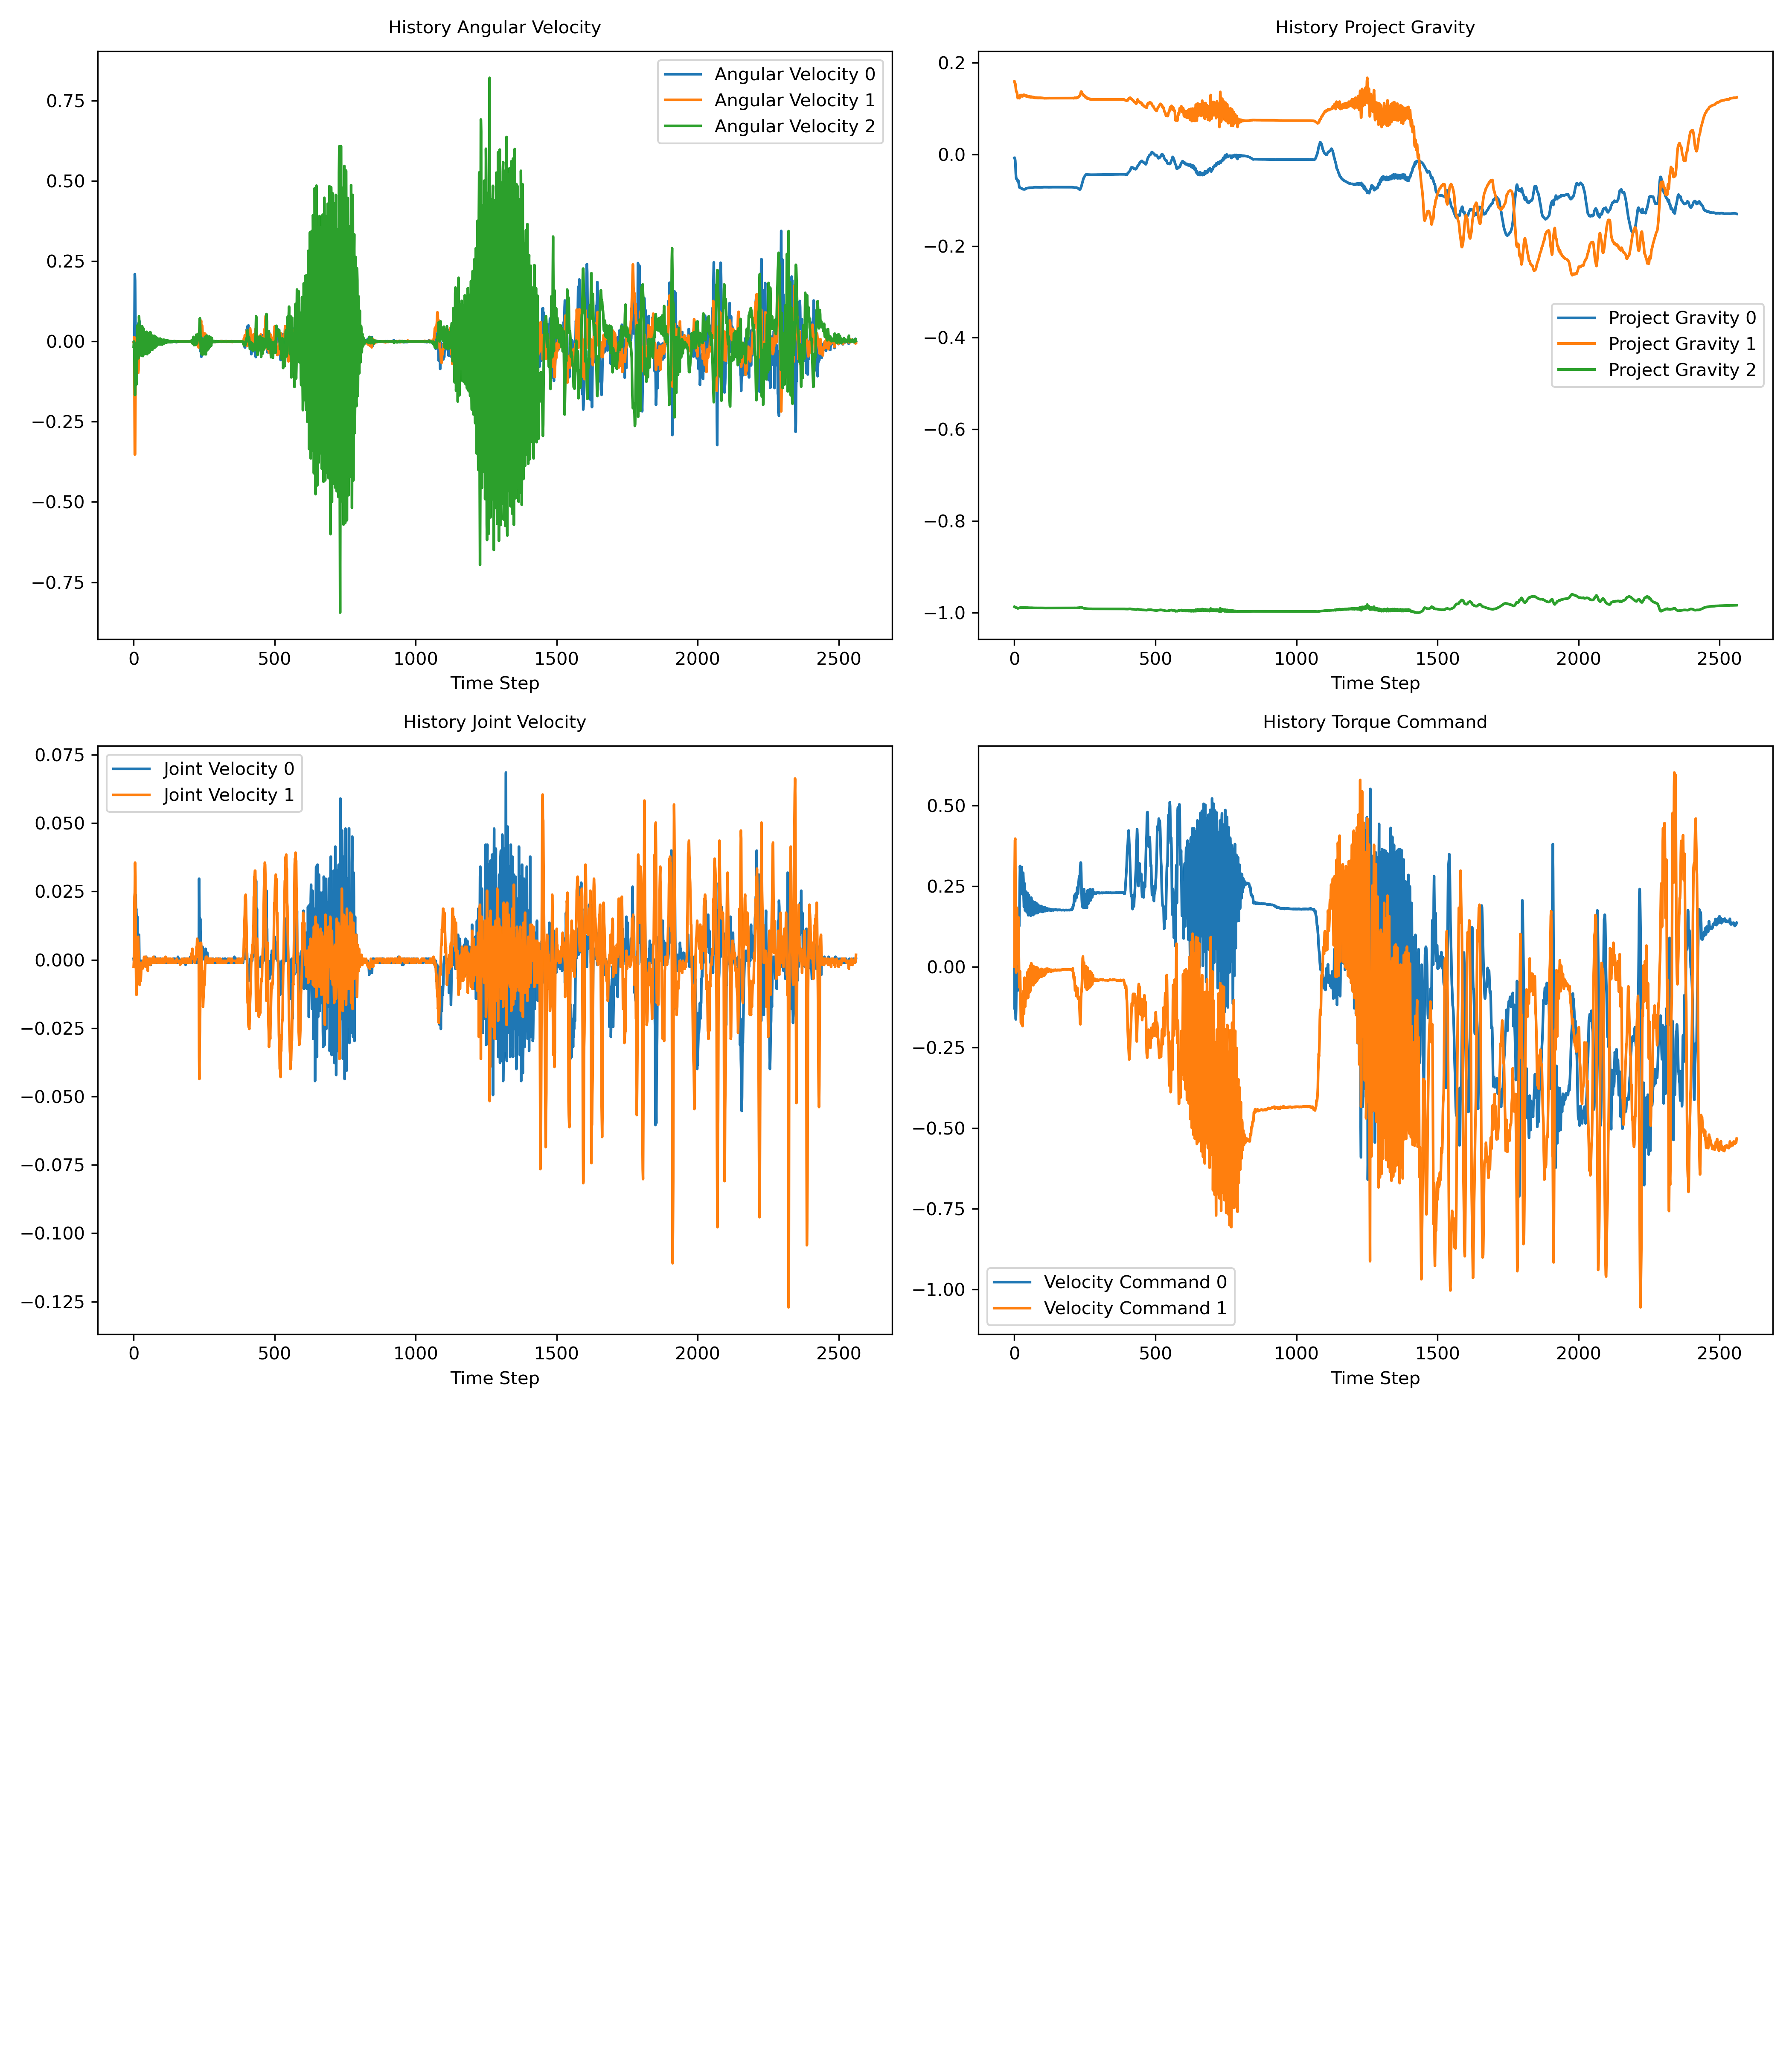 History Angular Velocity
Angular Velocity 0
Angular Velocity 1
Angular Velocity 2
0.75
0.50
0.25
0.00
−0.25
−0.50
−0.75
0 500 1000 1500 2000 2500
Time Step
History Project Gravity
Project Gravity 0
Project Gravity 1
Project Gravity 2
0.2
0.0
−0.2
−0.4
−0.6
−0.8
−1.0
0 500 1000 1500 2000 2500
Time Step
History Joint Velocity
Joint Velocity 0
Joint Velocity 1
0.075
0.050
0.025
0.000
−0.025
−0.050
−0.075
−0.100
−0.125
0 500 1000 1500 2000 2500
Time Step
History Torque Command
0.50
0.25
0.00
−0.25
−0.50
−0.75
−1.00
Velocity Command 0
Velocity Command 1
0 500 1000 1500 2000 2500
Time Step